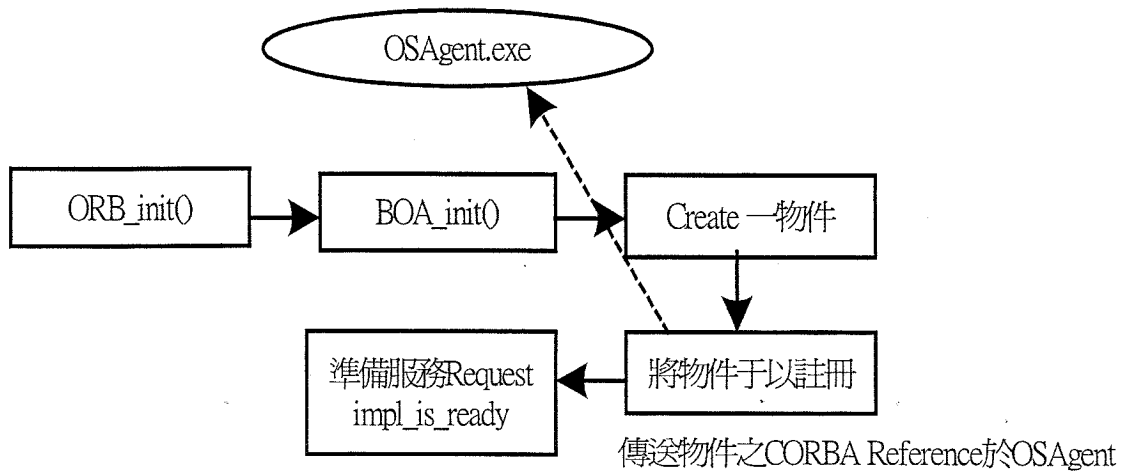 OSAgent.exe
ORB_init()
BOA_init()
Create 一物件
將物件于以註冊
準備服務Request
impl_is_ready
傳送物件之CORBA Reference於OSAgent